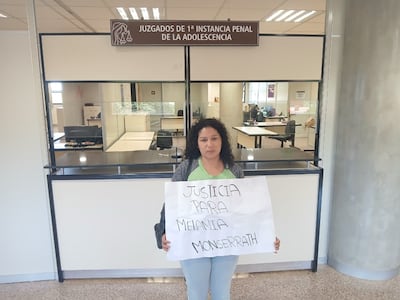 JUZGADOS DE 1ª INSTANCIA PENAL
DE LA ADOLESCENCIA
JUSTICIA
PARA
MELANIA
MONSERRATH